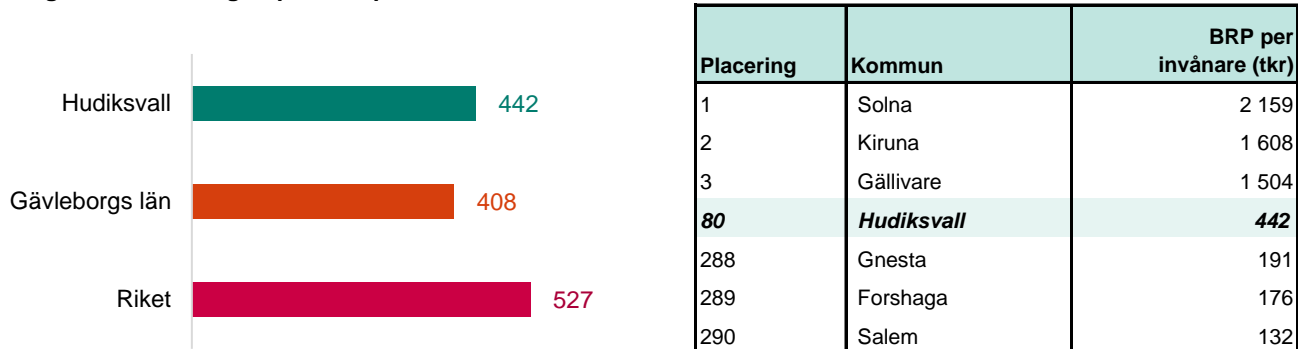 Hudiksvall 442
Gävleborgs län 408
Riket 527
BRP per
Placering Kommun invånare (tkr)
1 Solna 2 159
2 Kiruna 1 608
3 Gällivare 1 504
80 Hudiksvall 442
288 Gnesta 191
289 Forshaga 176
290 Salem 132